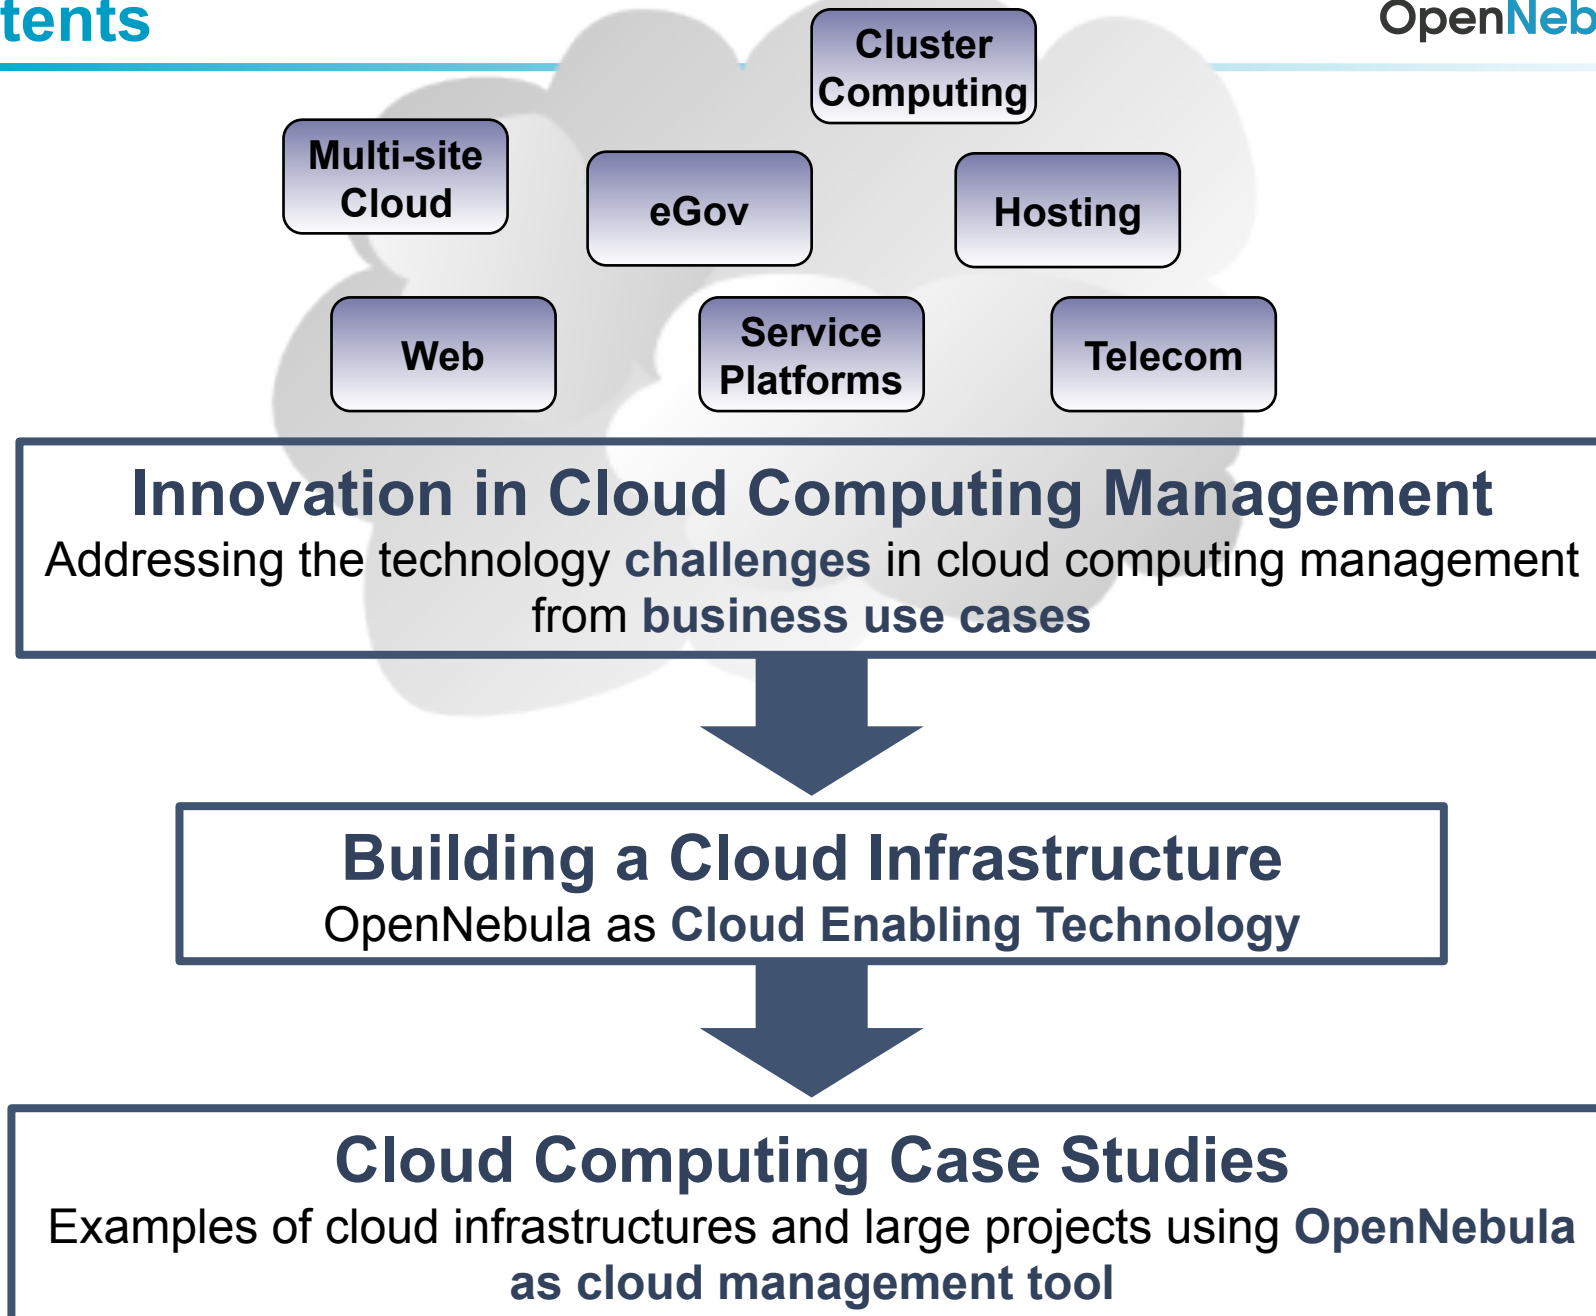 tents
OpenNeb
Cluster
Computing
Multi-site
Cloud
eGov
Hosting
Web
Service
Platforms
Telecom
Innovation in Cloud Computing Management
Addressing the technology challenges in cloud computing management
from business use cases
Building a Cloud Infrastructure
OpenNebula as Cloud Enabling Technology
Cloud Computing Case Studies
Examples of cloud infrastructures and large projects using OpenNebula
as cloud management tool